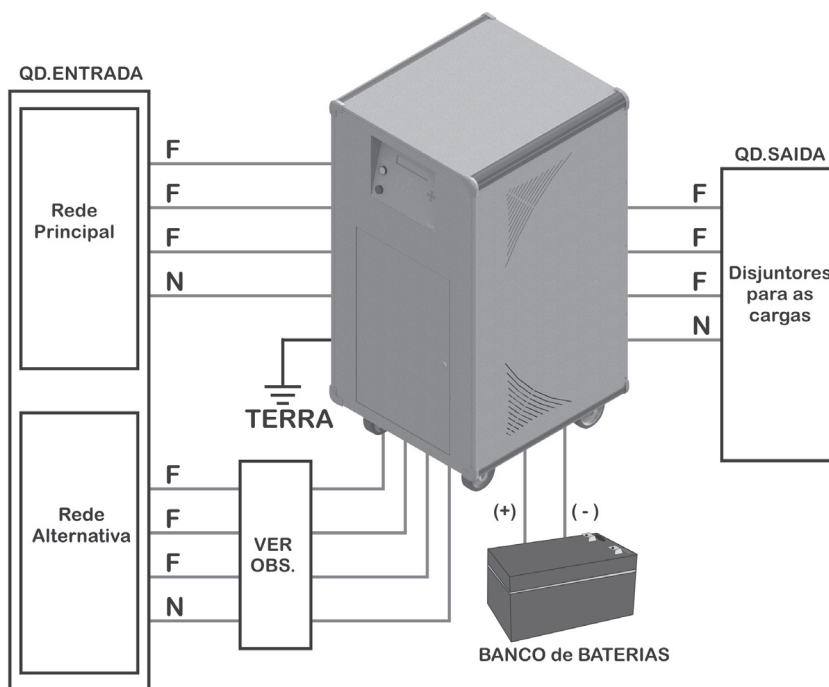 QD.ENTRADA
Rede
Principal
F
F
F
N
TERRA
Rede
Alternativa
F
F
F
N
VER
OBS.
(+)
(-)
BANCO de BATERIAS
QD.SAIDA
F
F
F
N
Disjuntores
para as
cargas